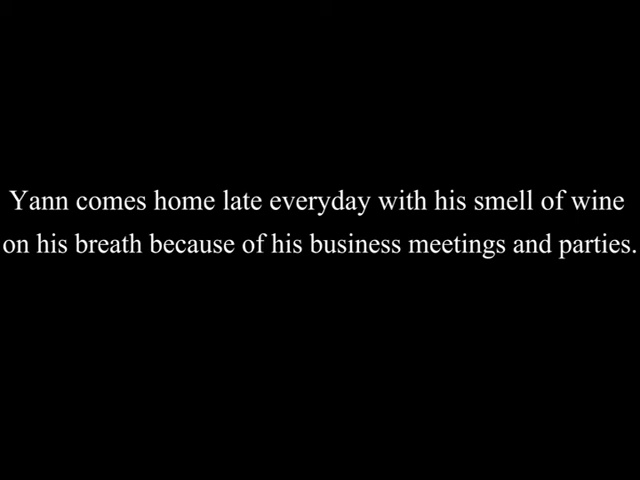 Yann comes home late everyday with his smell of wine
on his breath because of his business meetings and parties.